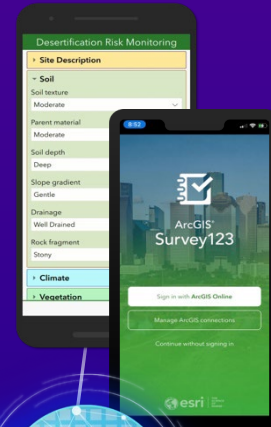 Desertification Risk Monitoring
Site Description
Soil
Soil texture
Moderate
Parent material
Moderate
Soil depth
Deep
Slope gradient
Gentle
Drainage
Well Drained
Rock fragment
Stony
Climate
Vegetation
8:52
ArcGIS®
Survey123
Sign in with ArcGIS Online
Manage ArcGIS connections
Continue without signing in
esri